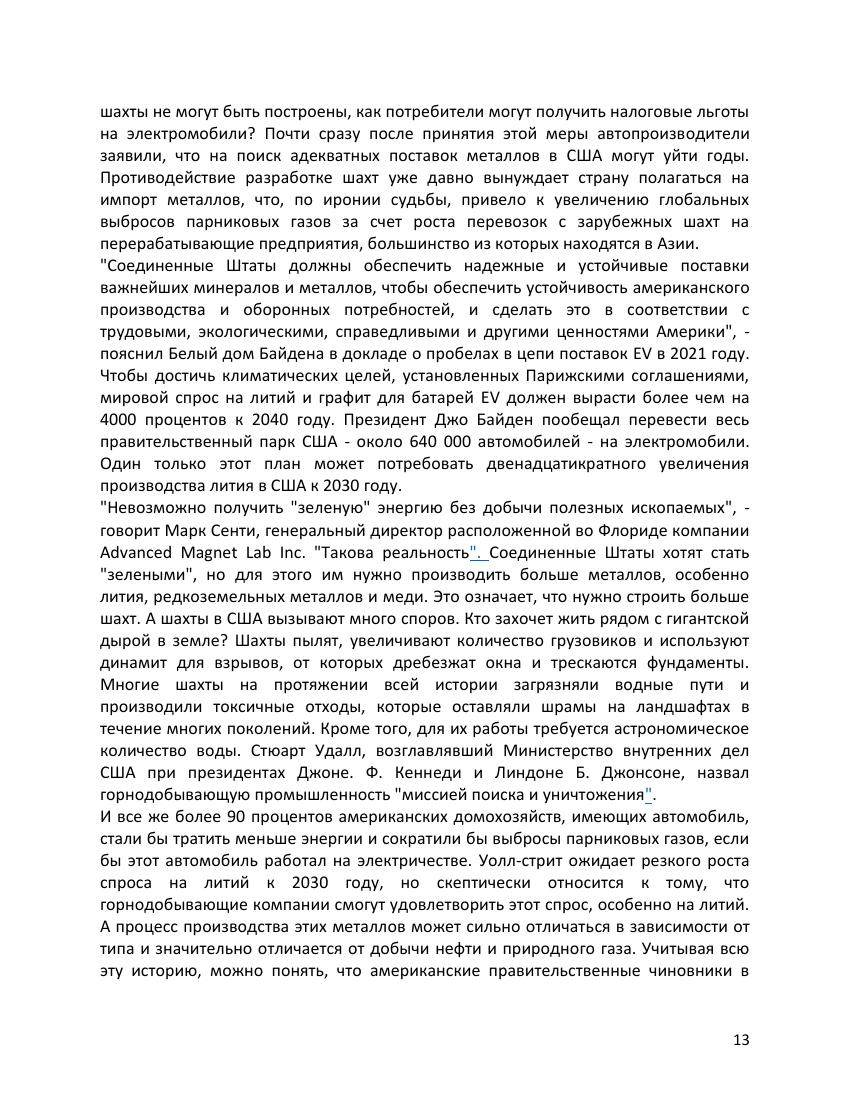 шахты не могут быть построены, как потребители могут получить налоговые льготы
на электромобили? Почти сразу после принятия этой меры автопроизводители
заявили, что на поиск адекватных поставок металлов в США могут уйти годы.
Противодействие разработке шахт уже давно вынуждает страну полагаться на
импорт металлов, что, по иронии судьбы, привело к увеличению глобальных
выбросов парниковых газов за счет роста перевозок с зарубежных шахт на
перерабатывающие предприятия, большинство из которых находятся в Азии.
"Соединенные Штаты должны обеспечить надежные и устойчивые поставки
важнейших минералов и металлов, чтобы обеспечить устойчивость американского
производства и оборонных потребностей, и сделать это в соответствии с
трудовыми, экологическими, справедливыми и другими ценностями Америки", -
пояснил Белый дом Байдена в докладе о пробелах в цепи поставок EV в 2021 году.
Чтобы достичь климатических целей, установленных Парижскими соглашениями,
мировой спрос на литий и графит для батарей EV должен вырасти более чем на
4000 процентов к 2040 году. Президент Джо Байден пообещал перевести весь
правительственный парк США - около 640 000 автомобилей - на электромобили.
Один только этот план может потребовать двенадцатикратного увеличения
производства лития в США к 2030 году.
"Невозможно получить "зеленую" энергию без добычи полезных ископаемых", -
говорит Марк Сенти, генеральный директор расположенной во Флориде компании
Advanced Magnet Lab Inc. "Такова реальность". Соединенные Штаты хотят стать
"зелеными", но для этого им нужно производить больше металлов, особенно
лития, редкоземельных металлов и меди. Это означает, что нужно строить больше
шахт. А шахты в США вызывают много споров. Кто захочет жить рядом с гигантской
дырой в земле? Шахты пылят, увеличивают количество грузовиков и используют
динамит для взрывов, от которых дребезжат окна и трескаются фундаменты.
Многие шахты на протяжении всей истории загрязняли водные пути и
производили токсичные отходы, которые оставляли шрамы на ландшафтах в
течение многих поколений. Кроме того, для их работы требуется астрономическое
количество воды. Стюарт Удалл, возглавлявший Министерство внутренних дел
США при президентах Джоне. Ф. Кеннеди и Линдоне Б. Джонсоне, назвал
горнодобывающую промышленность "миссией поиска и уничтожения".
И все же более 90 процентов американских домохозяйств, имеющих автомобиль,
стали бы тратить меньше энергии и сократили бы выбросы парниковых газов, если
бы этот автомобиль работал на электричестве. Уолл-стрит ожидает резкого роста
спроса на литий к 2030 году, но скептически относится к тому, что
горнодобывающие компании смогут удовлетворить этот спрос, особенно на литий.
А процесс производства этих металлов может сильно отличаться в зависимости от
типа и значительно отличается от добычи нефти и природного газа. Учитывая всю
эту историю, можно понять, что американские правительственные чиновники в
13